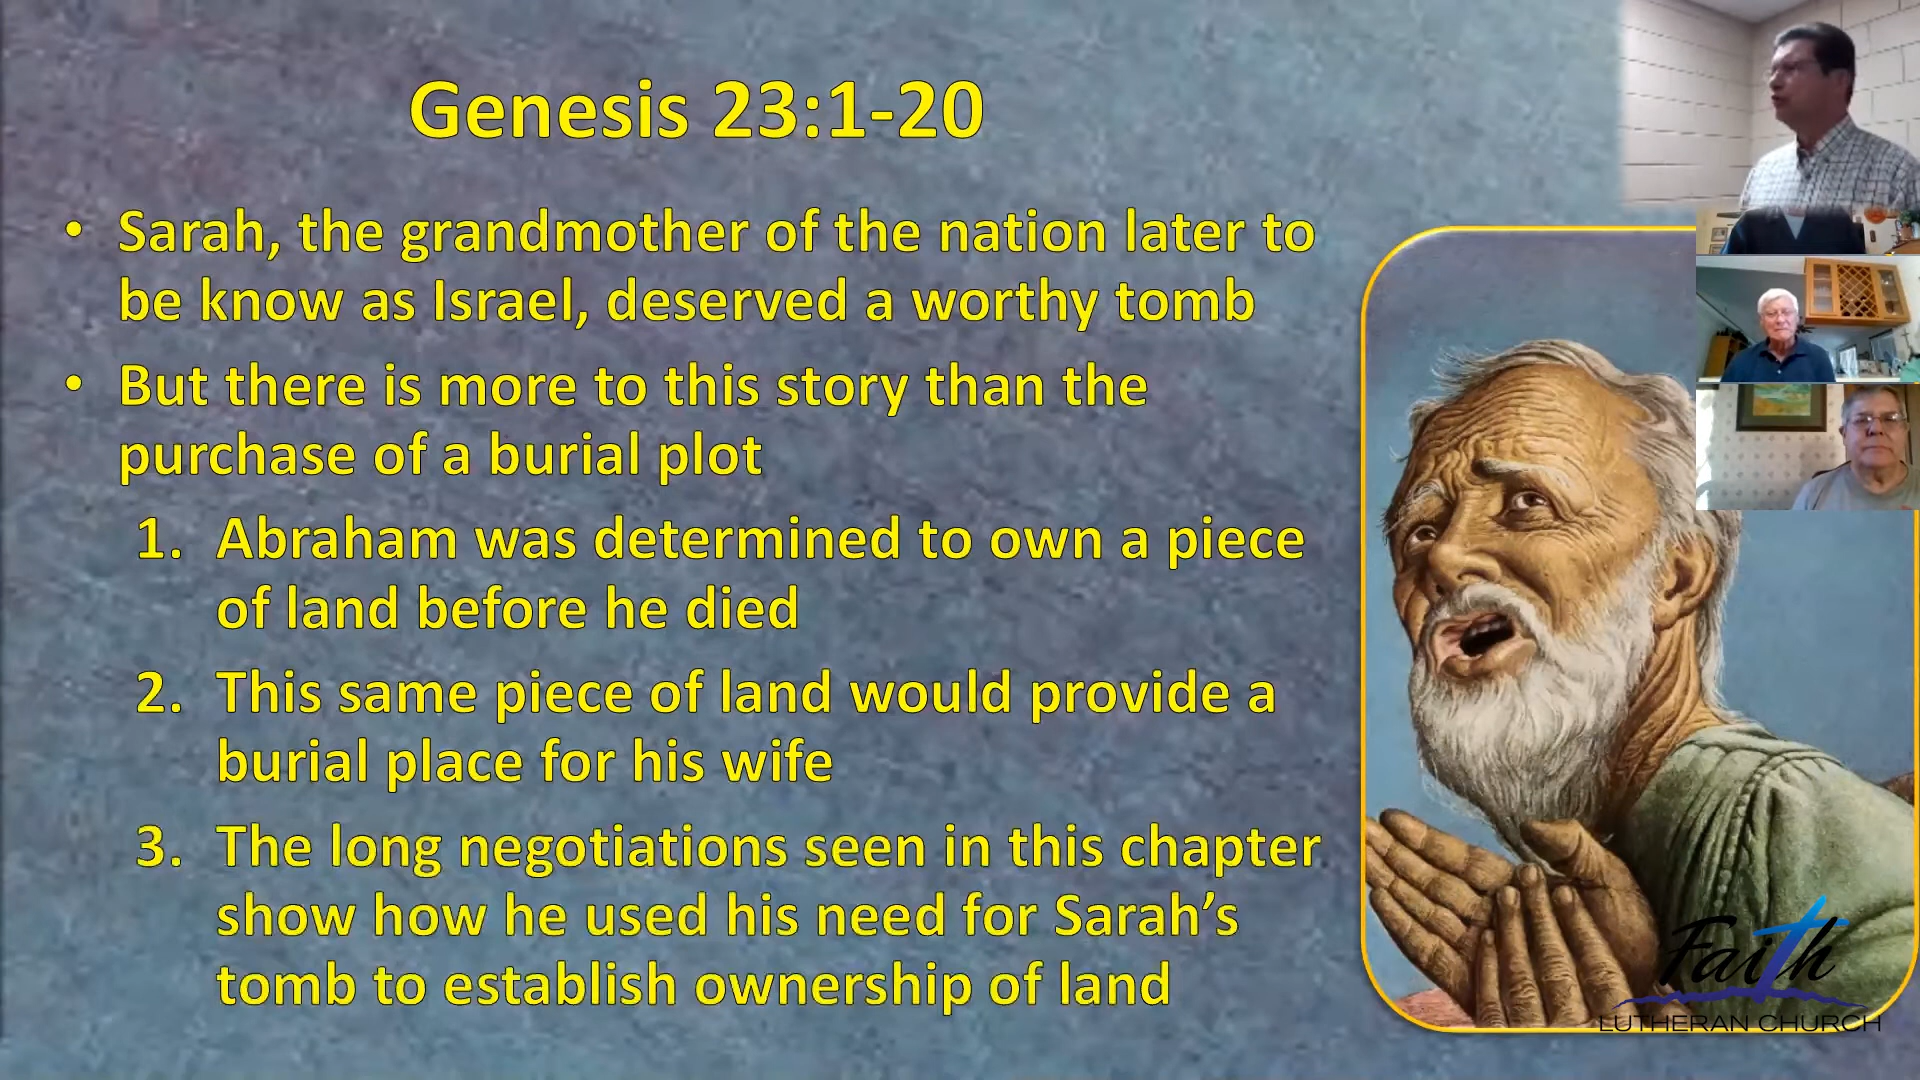 Genesis 23:1-20
• Sarah, the grandmother of the nation later to
be know as Israel, deserved a worthy tomb
• But there is more to this story than the
purchase of a burial plot
1. Abraham was determined to own a piece
of land before he died
2. This same piece of land would provide a
burial place for his wife
3. The long negotiations seen in this chapter
show how he used his need for Sarah’s
tomb to establish ownership of land
Faith
LUTHERAN CHURCH